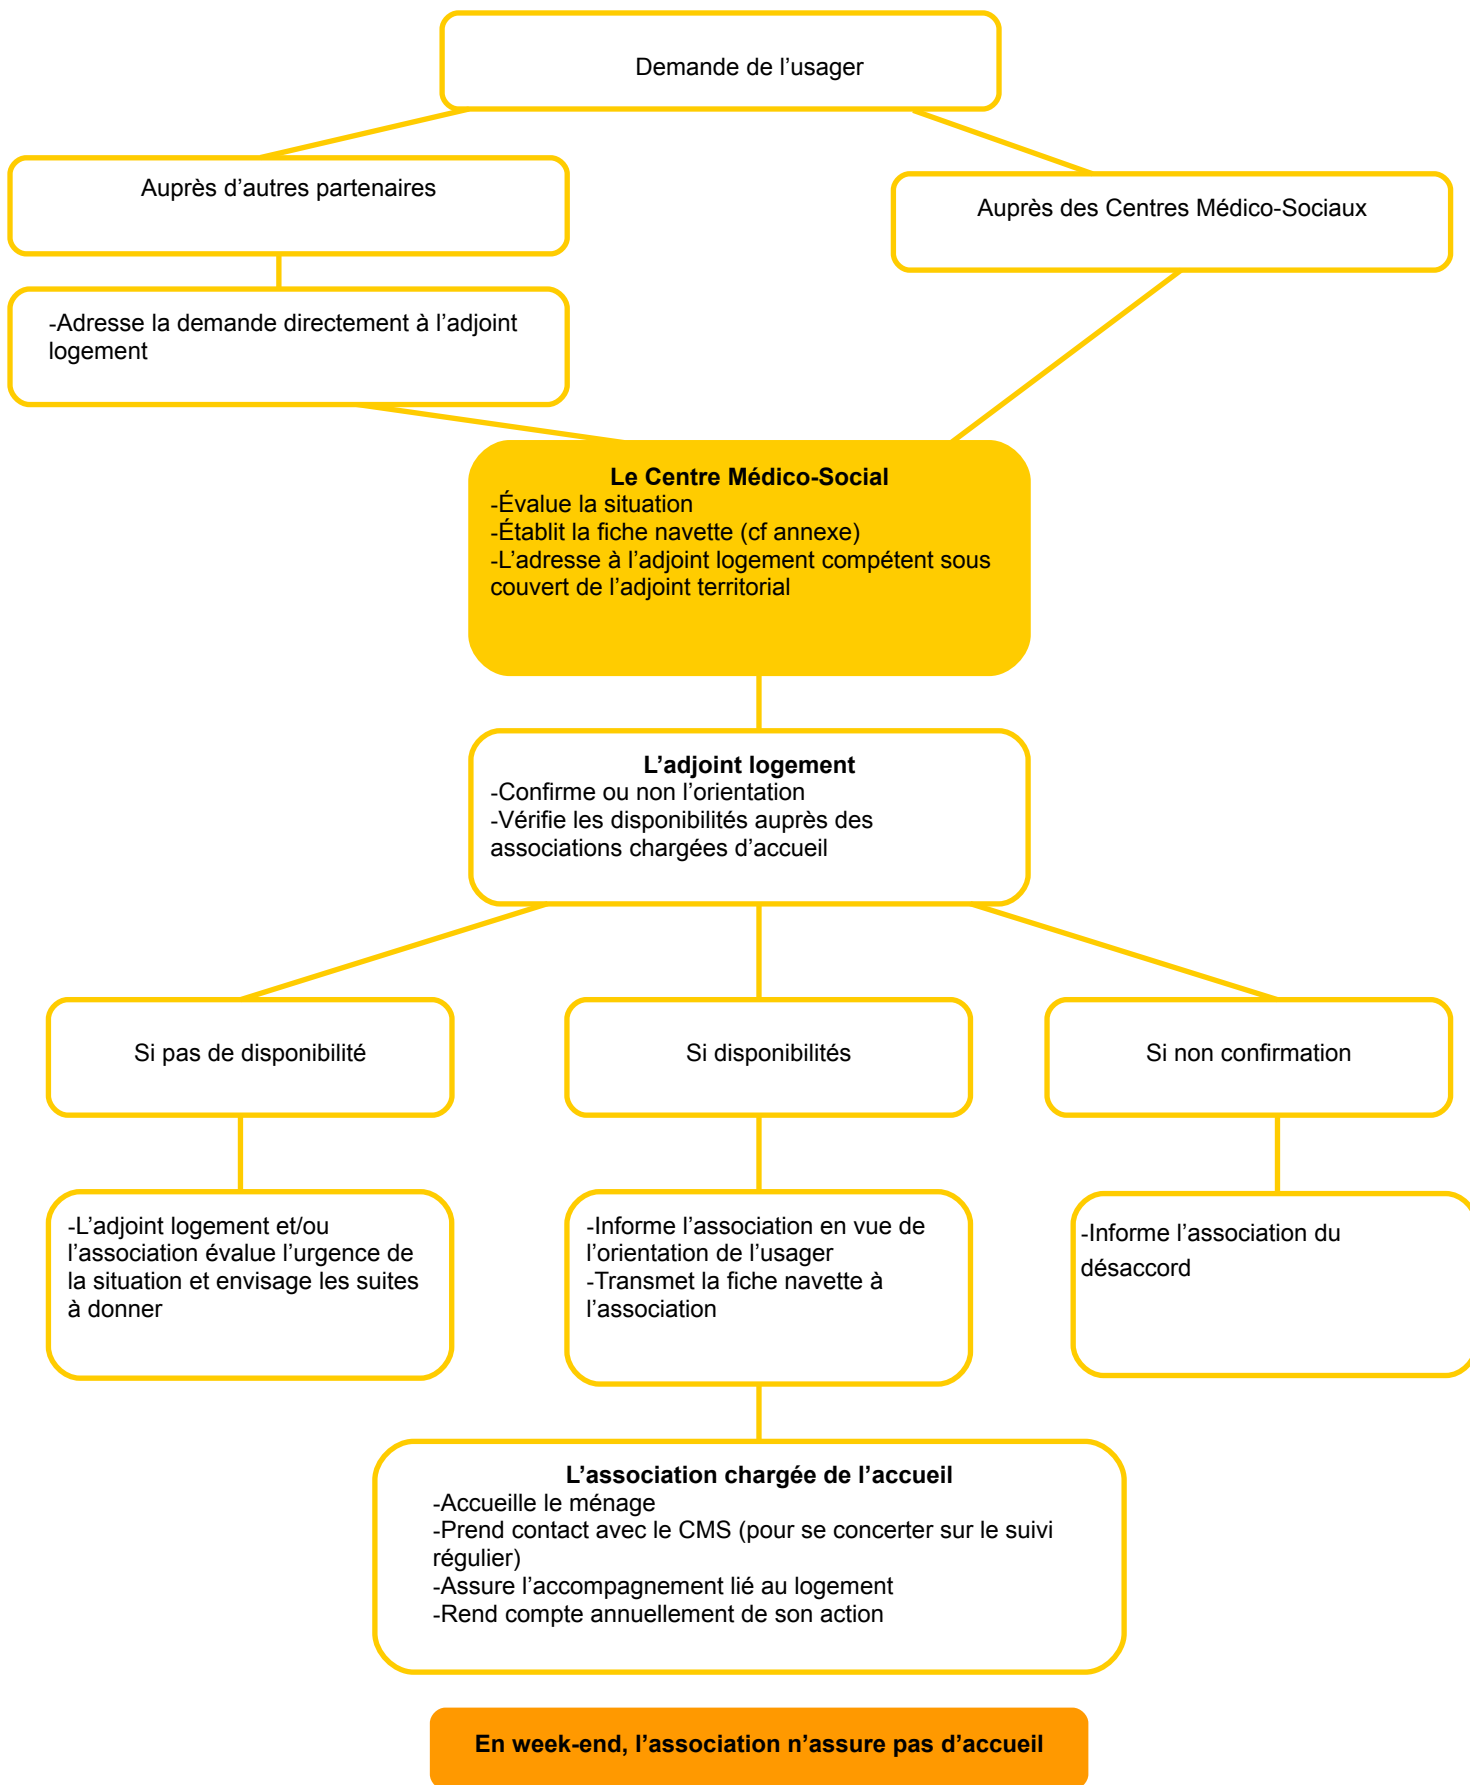 Demande de l’usager
Auprès d’autres partenaires
Auprès des Centres Médico-Sociaux
-Adresse la demande directement à l’adjoint
logement
Le Centre Médico-Social
-Évalue la situation
-Établit la fiche navette (cf annexe)
-L’adresse à l’adjoint logement compétent sous
couvert de l’adjoint territorial
L’adjoint logement
-Confirme ou non l’orientation
-Vérifie les disponibilités auprès des
associations chargées d’accueil
Si pas de disponibilité
Si disponibilités
Si non confirmation
-L’adjoint logement et/ou
l’association évalue l’urgence de
la situation et envisage les suites
à donner
-Informe l’association en vue de
l’orientation de l’usager
-Transmet la fiche navette à
l’association
-Informe l’association du
désaccord
L’association chargée de l’accueil
-Accueille le ménage
-Prend contact avec le CMS (pour se concerter sur le suivi
régulier)
-Assure l’accompagnement lié au logement
-Rend compte annuellement de son action
En week-end, l’association n’assure pas d’accueil